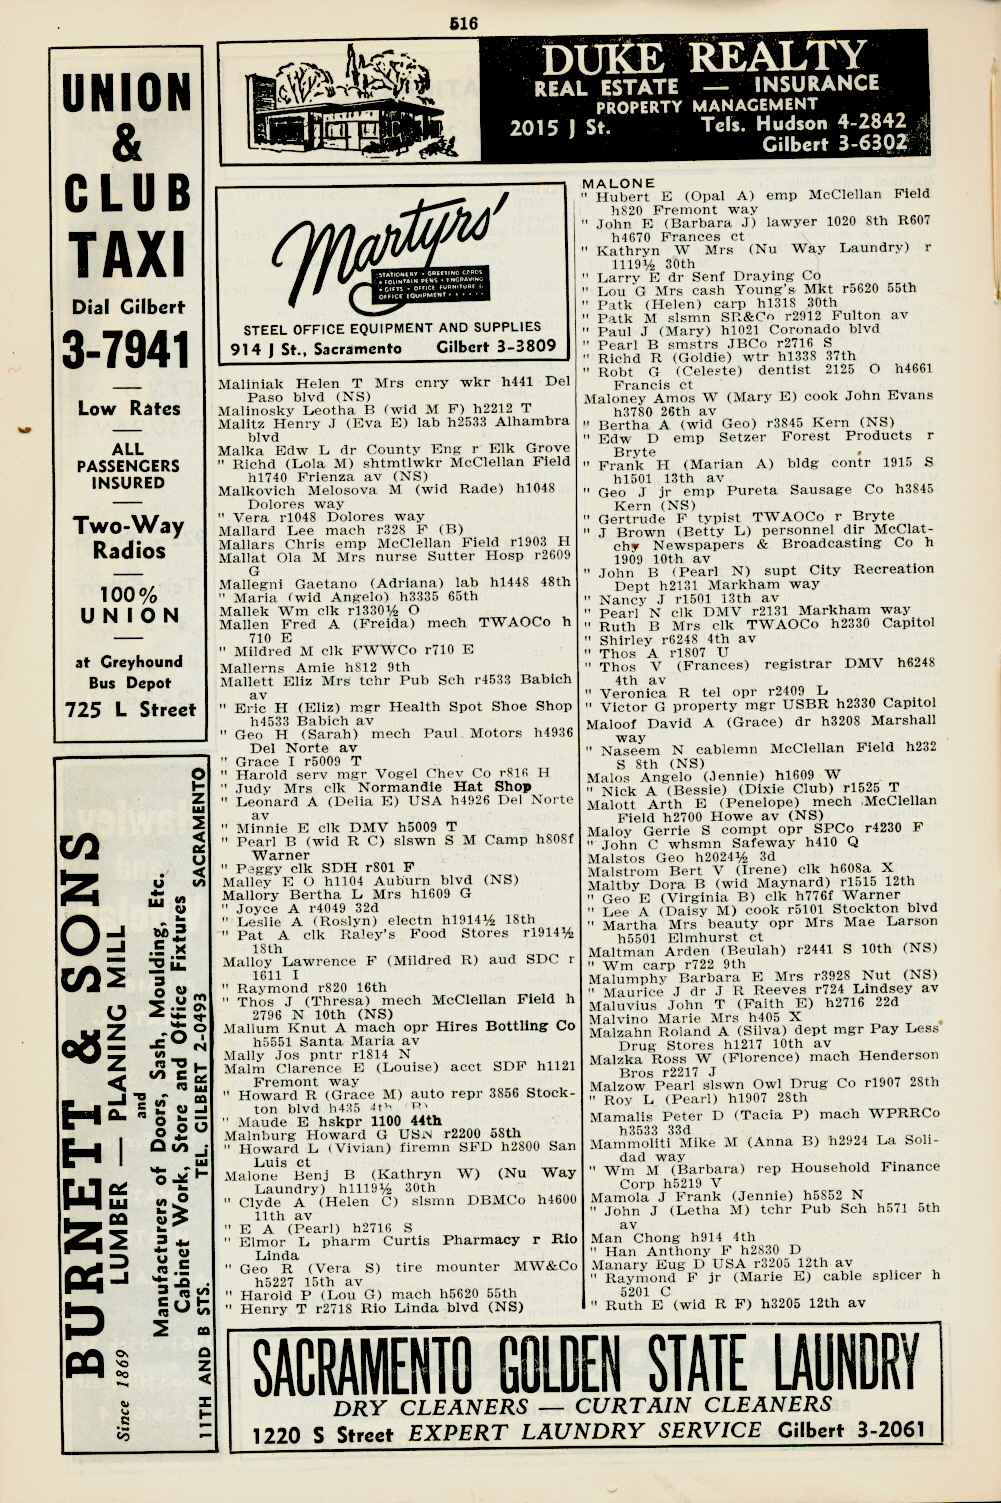 516
UNION
&
CLUB
TAXI
Dial Gilbert
3-7941
Low Rates
ALL
PASSENGERS
INSURED
Two-Way
Radios
100%
UNION
at Greyhound
Bus Depot
725 L Street
BURNETT & SONS
Since 1869
LUMBER — PLANING MILL
and
Manufacturers of Doors, Sash, Moulding, Etc.
Cabinet Work, Store and Office Fixtures
11TH AND B STS. TEL. GILBERT 2-0493 SACRAMENTO
DUKE REALTY
REAL ESTATE — INSURANCE
PROPERTY MANAGEMENT
2015 J St. Tels. Hudson 4-2842
Gilbert 3-6302
Martyrs'
STATIONERY • GREETING CARDS
• FOUNTAIN PENS • ENGRAVING
• GIFTS • OFFICE FURNITURE &
OFFICE EQUIPMENT
STEEL OFFICE EQUIPMENT AND SUPPLIES
914 J St., Sacramento Gilbert 3-3809
Maliniak Helen T Mrs cnry wkr h441 Del
Paso blvd (NS)
Malinosky Leotha B (wid M F) h2212 T
Malitz Henry J (Eva E) lab h2533 Alhambra
blvd
Malka Edw L dr County Eng r Elk Grove
" Richd (Lola M) shtmtlwkr McClellan Field
h1740 Frienza av (NS)
Malkovich Melosova M (wid Rade) h1048
Dolores way
" Vera r1048 Dolores way
Mallard Lee mach r328 F (B)
Mallars Chris emp McClellan Field r1903 H
Mallat Ola M Mrs nurse Sutter Hosp r2609
G
Mallegni Gaetano (Adriana) lab h1448 48th
" Maria (wid Angelo) h3335 65th
Mallek Wm clk r1330½ O
Mallen Fred A (Freida) mech TWAOCo h
710 E
" Mildred M clk FWWCo r710 E
Mallerns Amie h812 9th
Mallett Eliz Mrs tchr Pub Sch r4533 Babich
av
" Eric H (Eliz) mgr Health Spot Shoe Shop
h4533 Babich av
" Geo H (Sarah) mech Paul Motors h4936
Del Norte av
" Grace I r5009 T
" Harold serv mgr Vogel Chev Co r816 H
" Judy Mrs clk Normandie Hat Shop
" Leonard A (Delia E) USA h4926 Del Norte
av
" Minnie E clk DMV h5009 T
" Pearl B (wid R C) slswn S M Camp h808f
Warner
" Peggy clk SDH r801 F
Malley E O h1104 Auburn blvd (NS)
Mallory Bertha L Mrs h1609 G
" Joyce A r4049 32d
" Leslie A (Roslyn) electn h1914½ 18th
" Pat A clk Raley's Food Stores r1914½
18th
Malloy Lawrence F (Mildred R) aud SDC r
1611 I
" Raymond r820 16th
" Thos J (Thresa) mech McClellan Field h
2796 N 10th (NS)
Mallum Knut A mach opr Hires Bottling Co
h5551 Santa Maria av
Mally Jos pntr r1814 N
Malm Clarence E (Louise) acct SDF h1121
Fremont way
" Howard R (Grace M) auto repr 3856 Stock-
ton blvd h435 4th (B)
" Maude E hskpr 1100 44th
Malnburg Howard G USN r2200 58th
" Howard L (Vivian) firemn SFD h2800 San
Luis ct
Malone Benj B (Kathryn W) (Nu Way
Laundry) h1119½ 30th
" Clyde A (Helen C) slsmn DBMCo h4600
11th av
" E A (Pearl) h2716 S
" Elmor L pharm Curtis Pharmacy r Rio
Linda
" Geo R (Vera S) tire mounter MW&Co
h5227 15th av
" Harold P (Lou G) mach h5620 55th
" Henry T r2718 Rio Linda blvd (NS)
MALONE
" Hubert E (Opal A) emp McClellan Field
h820 Fremont way
" John E (Barbara J) lawyer 1020 8th R607
h4670 Frances ct
" Kathryn W Mrs (Nu Way Laundry) r
1119½ 30th
" Larry E dr Senf Draying Co
" Lou G Mrs cash Young's Mkt r5620 55th
" Patk (Helen) carp h1318 30th
" Patk M slsmn SR&Co r2912 Fulton av
" Paul J (Mary) h1021 Coronado blvd
" Pearl B smstrs JBCo r2716 S
" Richd R (Goldie) wtr h1338 37th
" Robt G (Celeste) dentist 2125 O h4661
Francis ct
Maloney Amos W (Mary E) cook John Evans
h3780 26th av
" Bertha A (wid Geo) r3845 Kern (NS)
" Edw D emp Setzer Forest Products r
Bryte
" Frank H (Marian A) bldg contr 1915 S
h1501 13th av
" Geo J jr emp Pureta Sausage Co h3845
Kern (NS)
" Gertrude F typist TWAOCo r Bryte
" J Brown (Betty L) personnel dir McClat-
chy Newspapers & Broadcasting Co h
1909 10th av
" John B (Pearl N) supt City Recreation
Dept h2131 Markham way
" Nancy J r1501 13th av
" Pearl N clk DMV r2131 Markham way
" Ruth B Mrs clk TWAOCo h2330 Capitol
" Shirley r6248 4th av
" Thos A r1807 U
" Thos V (Frances) registrar DMV h6248
4th av
" Veronica R tel opr r2409 L
" Victor G property mgr USBR h2330 Capitol
Maloof David A (Grace) dr h3208 Marshall
way
" Naseem N cablemn McClellan Field h232
S 8th (NS)
Malos Angelo (Jennie) h1609 W
" Nick A (Bessie) (Dixie Club) r1525 T
Malott Arth E (Penelope) mech McClellan
Field h2700 Howe av (NS)
Maloy Gerrie S compt opr SPCo r4230 F
" John C whsmn Safeway h410 Q
Malstos Geo h2024½ 3d
Malstrom Bert V (Irene) clk h608a X
Maltby Dora B (wid Maynard) r1515 12th
" Geo E (Virginia B) clk h776f Warner
" Lee A (Daisy M) cook r5101 Stockton blvd
" Martha Mrs beauty opr Mrs Mae Larson
h5501 Elmhurst ct
Maltman Arden (Beulah) r2441 S 10th (NS)
" Wm carp r722 9th
Malumphy Barbara E Mrs r3928 Nut (NS)
" Maurice J dr J R Reeves r724 Lindsey av
Maluvius John T (Faith E) h2716 22d
Malvino Marie Mrs h405 X
Malzahn Roland A (Silva) dept mgr Pay Less
Drug Stores h1217 10th av
Malzka Ross W (Florence) mach Henderson
Bros r2217 J
Malzow Pearl slswn Owl Drug Co r1907 28th
" Roy L (Pearl) h1907 28th
Mamalis Peter D (Tacia P) mach WPRRCo
h3533 33d
Mammoliti Mike M (Anna B) h2924 La Soli-
dad way
" Wm M (Barbara) rep Household Finance
Corp h5219 V
Mamola J Frank (Jennie) h5852 N
" John J (Letha M) tchr Pub Sch h571 5th
av
Man Chong h914 4th
" Han Anthony F h2830 D
Manary Eug D USA r3205 12th av
" Raymond F jr (Marie E) cable splicer h
5201 C
" Ruth E (wid R F) h3205 12th av
SACRAMENTO GOLDEN STATE LAUNDRY
DRY CLEANERS — CURTAIN CLEANERS
1220 S Street EXPERT LAUNDRY SERVICE Gilbert 3-2061